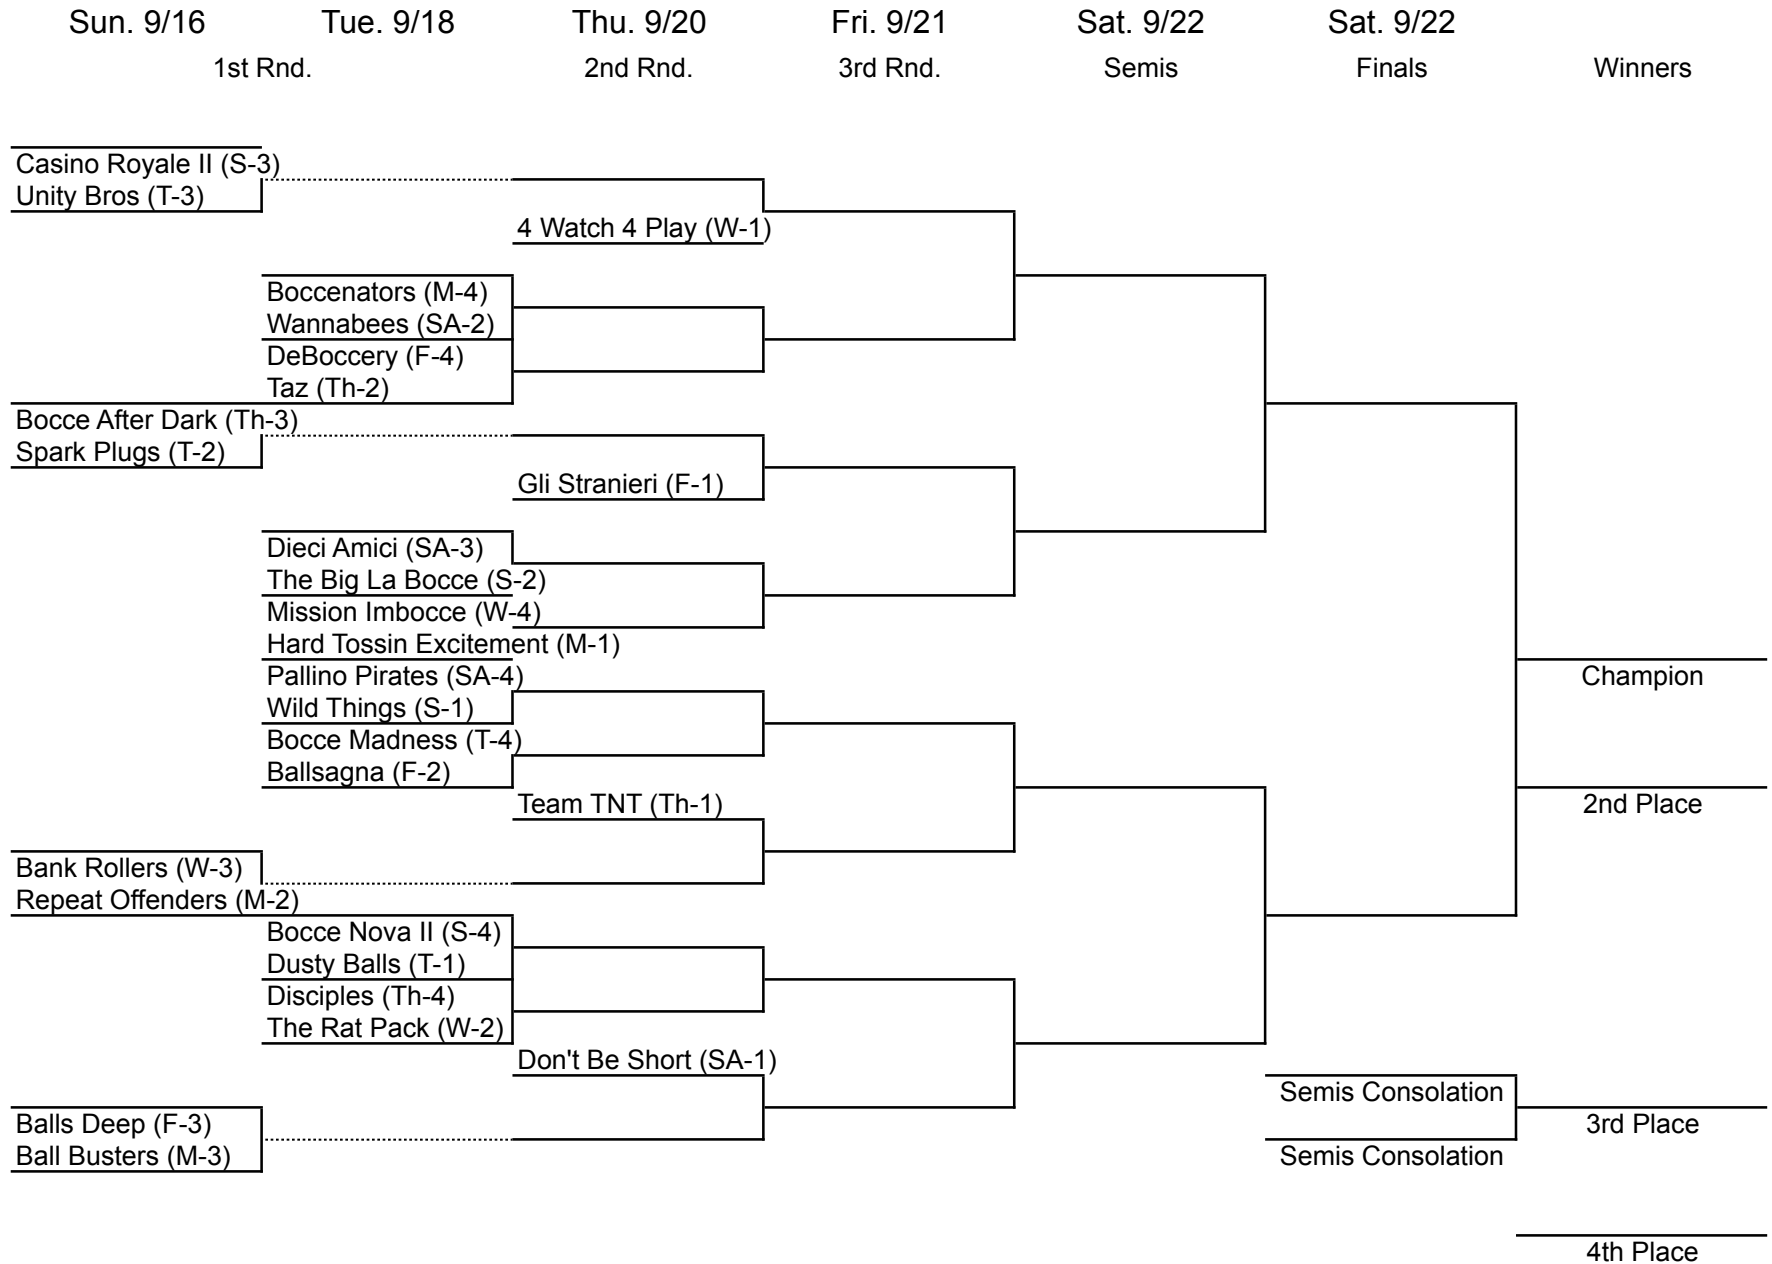 Sun. 9/16 Tue. 9/18 Thu. 9/20 Fri. 9/21 Sat. 9/22 Sat. 9/22
1st Rnd. 2nd Rnd. 3rd Rnd. Semis Finals Winners
Casino Royale II (S-3)
Unity Bros (T-3)
4 Watch 4 Play (W-1)
Boccenators (M-4)
Wannabees (SA-2)
DeBoccery (F-4)
Taz (Th-2)
Bocce After Dark (Th-3)
Spark Plugs (T-2)
Gli Stranieri (F-1)
Dieci Amici (SA-3)
The Big La Bocce (S-2)
Mission Imbocce (W-4)
Hard Tossin Excitement (M-1)
Pallino Pirates (SA-4)
Champion
Wild Things (S-1)
Bocce Madness (T-4)
Ballsagna (F-2)
Team TNT (Th-1)
2nd Place
Bank Rollers (W-3)
Repeat Offenders (M-2)
Bocce Nova II (S-4)
Dusty Balls (T-1)
Disciples (Th-4)
The Rat Pack (W-2)
Don't Be Short (SA-1)
Semis Consolation
Balls Deep (F-3)
3rd Place
Ball Busters (M-3)
Semis Consolation
4th Place